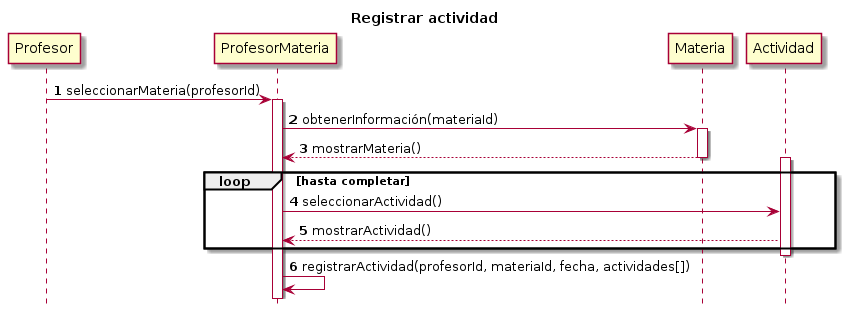 Registrar actividad
Profesor
ProfesorMateria
Materia
Actividad
1 seleccionarMateria(profesorId)
2 obtenerInformación(materiaId)
3 mostrarMateria()
loop [hasta completar]
4 seleccionarActividad()
5 mostrarActividad()
6 registrarActividad(profesorId, materiaId, fecha, actividades[])